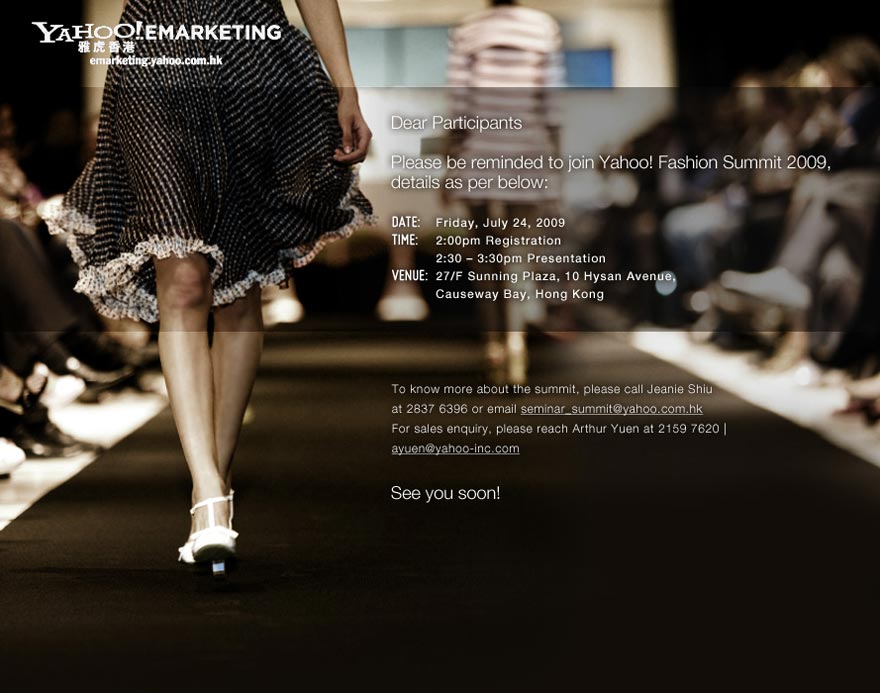 YAHOO! EMARKETING
雅虎香港
emarketing.yahoo.com.hk
Dear Participants
Please be reminded to join Yahoo! Fashion Summit 2009,
details as per below:
DATE: Friday, July 24, 2009
TIME: 2:00pm Registration
2:30 – 3:30pm Presentation
VENUE: 27/F Sunning Plaza, 10 Hysan Avenue,
Causeway Bay, Hong Kong
To know more about the summit, please call Jeanie Shiu
at 2837 6396 or email seminar_summit@yahoo.com.hk
For sales enquiry, please reach Arthur Yuen at 2159 7620 |
ayuen@yahoo-inc.com
See you soon!